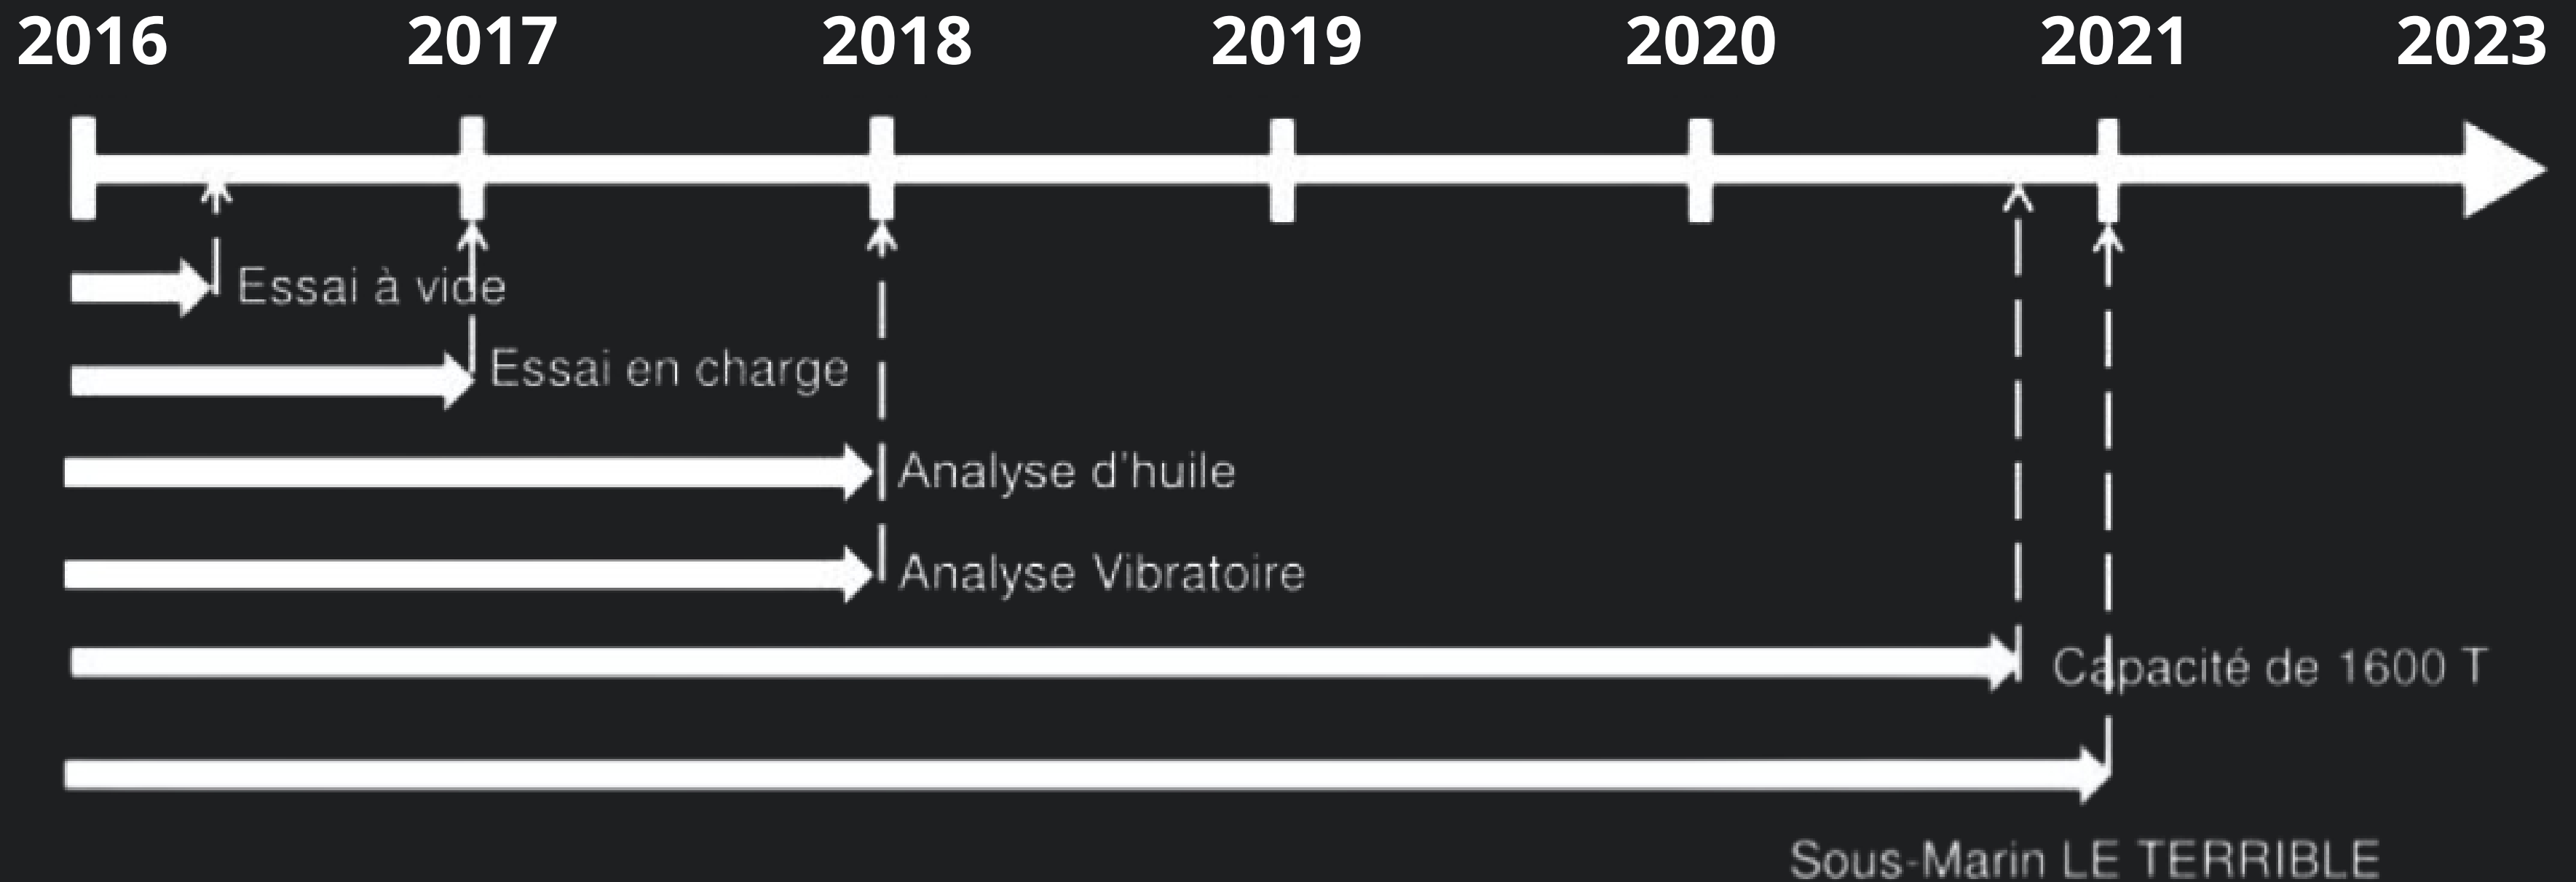 2016 2017 2018 2019 2020 2021 2023
Essai à vide
Essai en charge
Analyse d'huile
Analyse Vibratoire
Capacité de 1600 T
Sous-Marin LE TERRIBLE